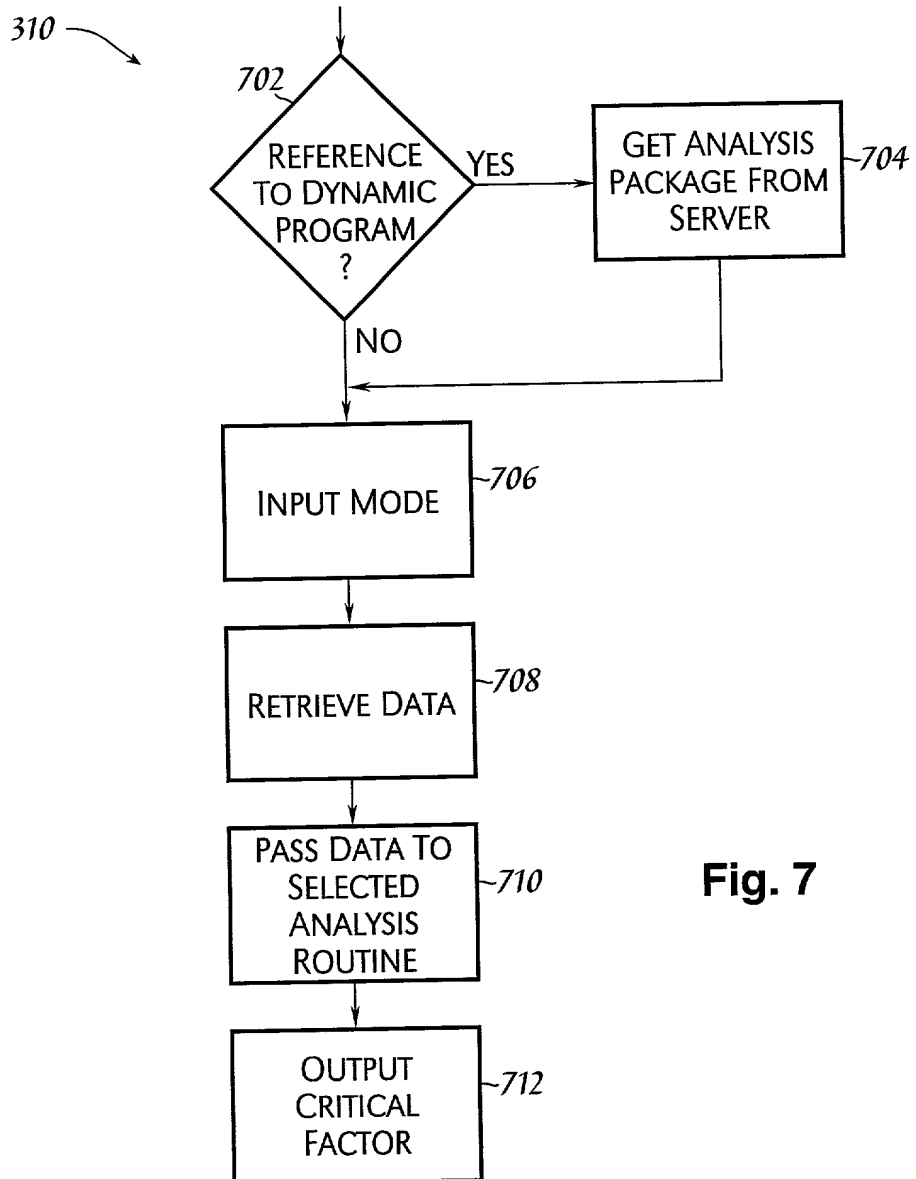 310
702
REFERENCE
TO DYNAMIC
PROGRAM
?
YES
GET ANALYSIS
PACKAGE FROM
SERVER
704
NO
INPUT MODE
706
RETRIEVE DATA
708
PASS DATA TO
SELECTED
ANALYSIS
ROUTINE
710
Fig. 7
OUTPUT
CRITICAL
FACTOR
712